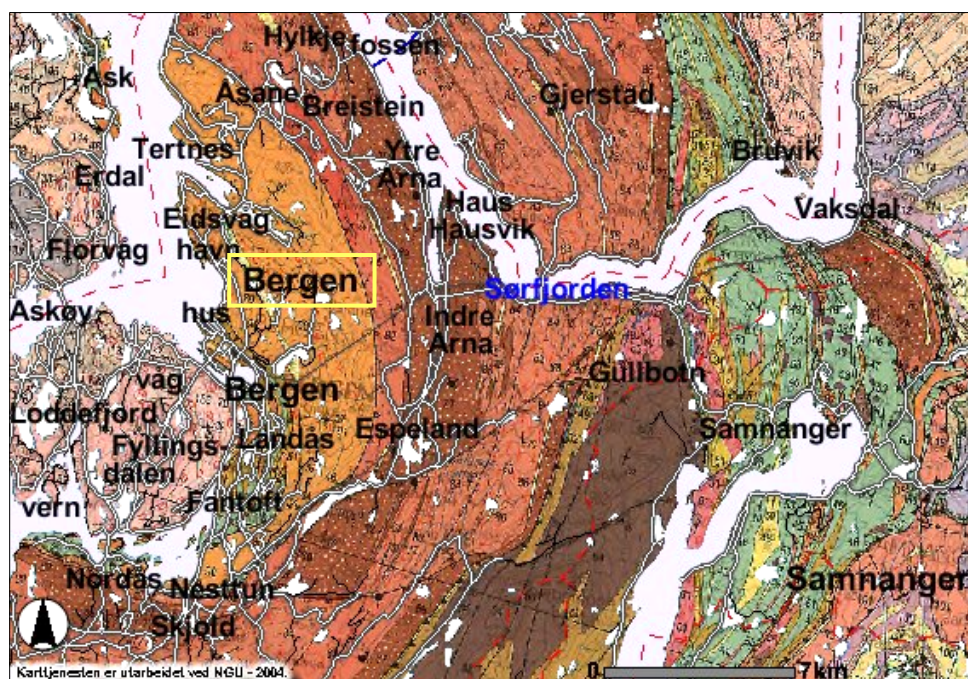 Hylkje
fossen
Ask
Åsane
Breistein
Gjerstad
Tertnes
Ytre
Arna
Bruvik
Erdal
Haus
Vaksdal
Eidsvåg
Hausvik
Florvåg
havn
Bergen
Sørfjorden
Askøy
hus
Indre
Arna
våg
Gullbotn
Bergen
Loddefjord
Landås
Espeland
Samnanger
Fyllings-
dalen
Fantoft
vern
Nordås
Nesttun
Samnanger
Skjold
Karttjenesten er utarbeidet ved NGU - 2004.
0
7km